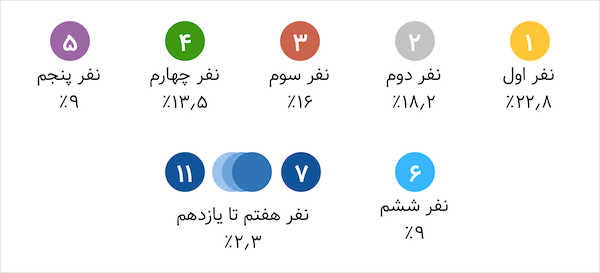 ۱
نفر اول
٪۲۲٫۸
۲
نفر دوم
٪۱۸٫۲
۳
نفر سوم
٪۱۶
۴
نفر چهارم
٪۱۳٫۵
۵
نفر پنجم
٪۹
۶
نفر ششم
٪۹
۷
۱۱
نفر هفتم تا یازدهم
٪۲٫۳